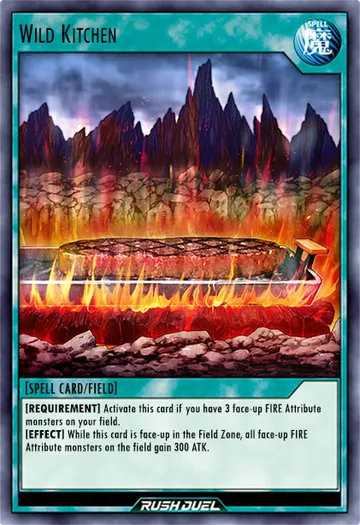 WILD KITCHEN
SPELL
魔
[SPELL CARD/FIELD]
[REQUIREMENT] Activate this card if you have 3 face-up FIRE Attribute
monsters on your field.
[EFFECT] While this card is face-up in the Field Zone, all face-up FIRE
Attribute monsters on the field gain 300 ATK.
RUSH DUEL